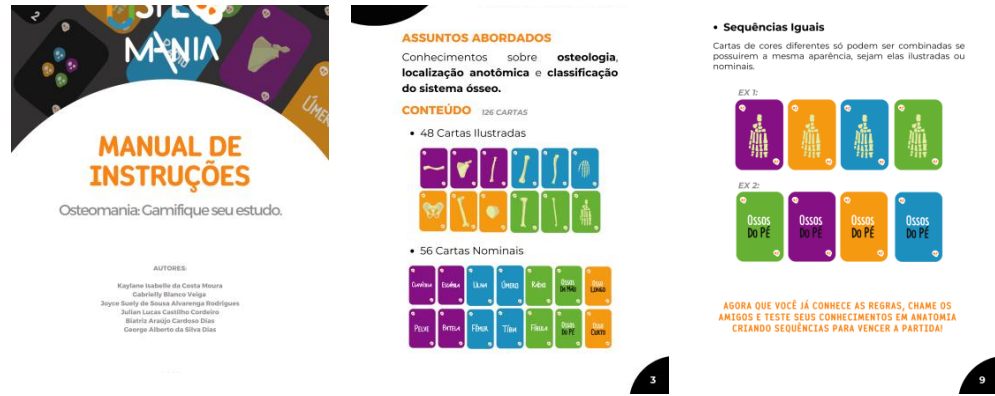 2
OSTEO
MANIA
ÚMERO
MANUAL DE
INSTRUÇÕES
Osteomania: Gamifique seu estudo.
AUTORES:
Kaylane Isabelle da Costa Moura
Gabrielly Blanco Veiga
Joyce Suely de Sousa Alvarenga Rodrigues
Julian Lucas Castilho Cordeiro
Biatriz Araújo Cardoso Dias
George Alberto da Silva Dias
ASSUNTOS ABORDADOS
Conhecimentos sobre osteologia,
localização anotômica e classificação
do sistema ósseo.
CONTEÚDO 126 CARTAS
• 48 Cartas Ilustradas
• 56 Cartas Nominais
Clavícula Escápula Ulna Úmero Rádio Ossos Da Mão Osso Longo
Pelve Patela Fêmur Tíbia Fíbula Ossos Do Pé Osso Curto
3
• Sequências Iguais
Cartas de cores diferentes só podem ser combinadas se
possuirem a mesma aparência, sejam elas ilustradas ou
nominais.
EX 1:
EX 2:
Ossos Ossos Ossos Ossos
Do Pé Do Pé Do Pé Do Pé
AGORA QUE VOCÊ JÁ CONHECE AS REGRAS, CHAME OS
AMIGOS E TESTE SEUS CONHECIMENTOS EM ANATOMIA
CRIANDO SEQUÊNCIAS PARA VENCER A PARTIDA!
9